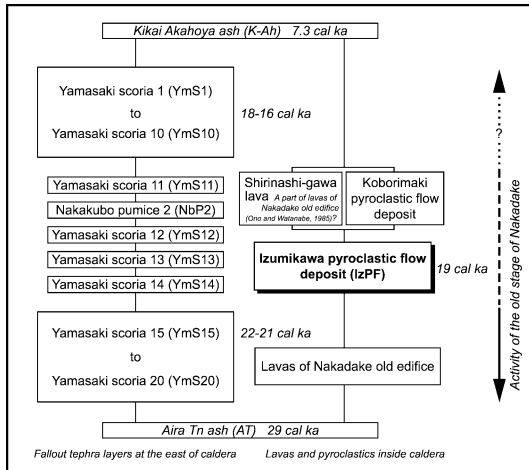 Kikai Akahoya ash (K-Ah)   7.3 cal ka
Yamasaki scoria 1 (YmS1)
to
Yamasaki scoria 10 (YmS10)
18-16 cal ka
Yamasaki scoria 11 (YmS11)
Nakakubo pumice 2 (NbP2)
Yamasaki scoria 12 (YmS12)
Yamasaki scoria 13 (YmS13)
Yamasaki scoria 14 (YmS14)
Yamasaki scoria 15 (YmS15)
to
Yamasaki scoria 20 (YmS20)
22-21 cal ka
Shirinashi-gawa
lava A part of lavas of
Nakadake old edifice
(Ono and Watanabe, 1985)?
Koborimaki
pyroclastic flow
deposit
Izumikawa pyroclastic flow
deposit (IzPF)
19 cal ka
Lavas of Nakadake old edifice
Aira Tn ash (AT)   29 cal ka
Fallout tephra layers at the east of caldera
Lavas and pyroclastics inside caldera
?
Activity of the old stage of Nakadake